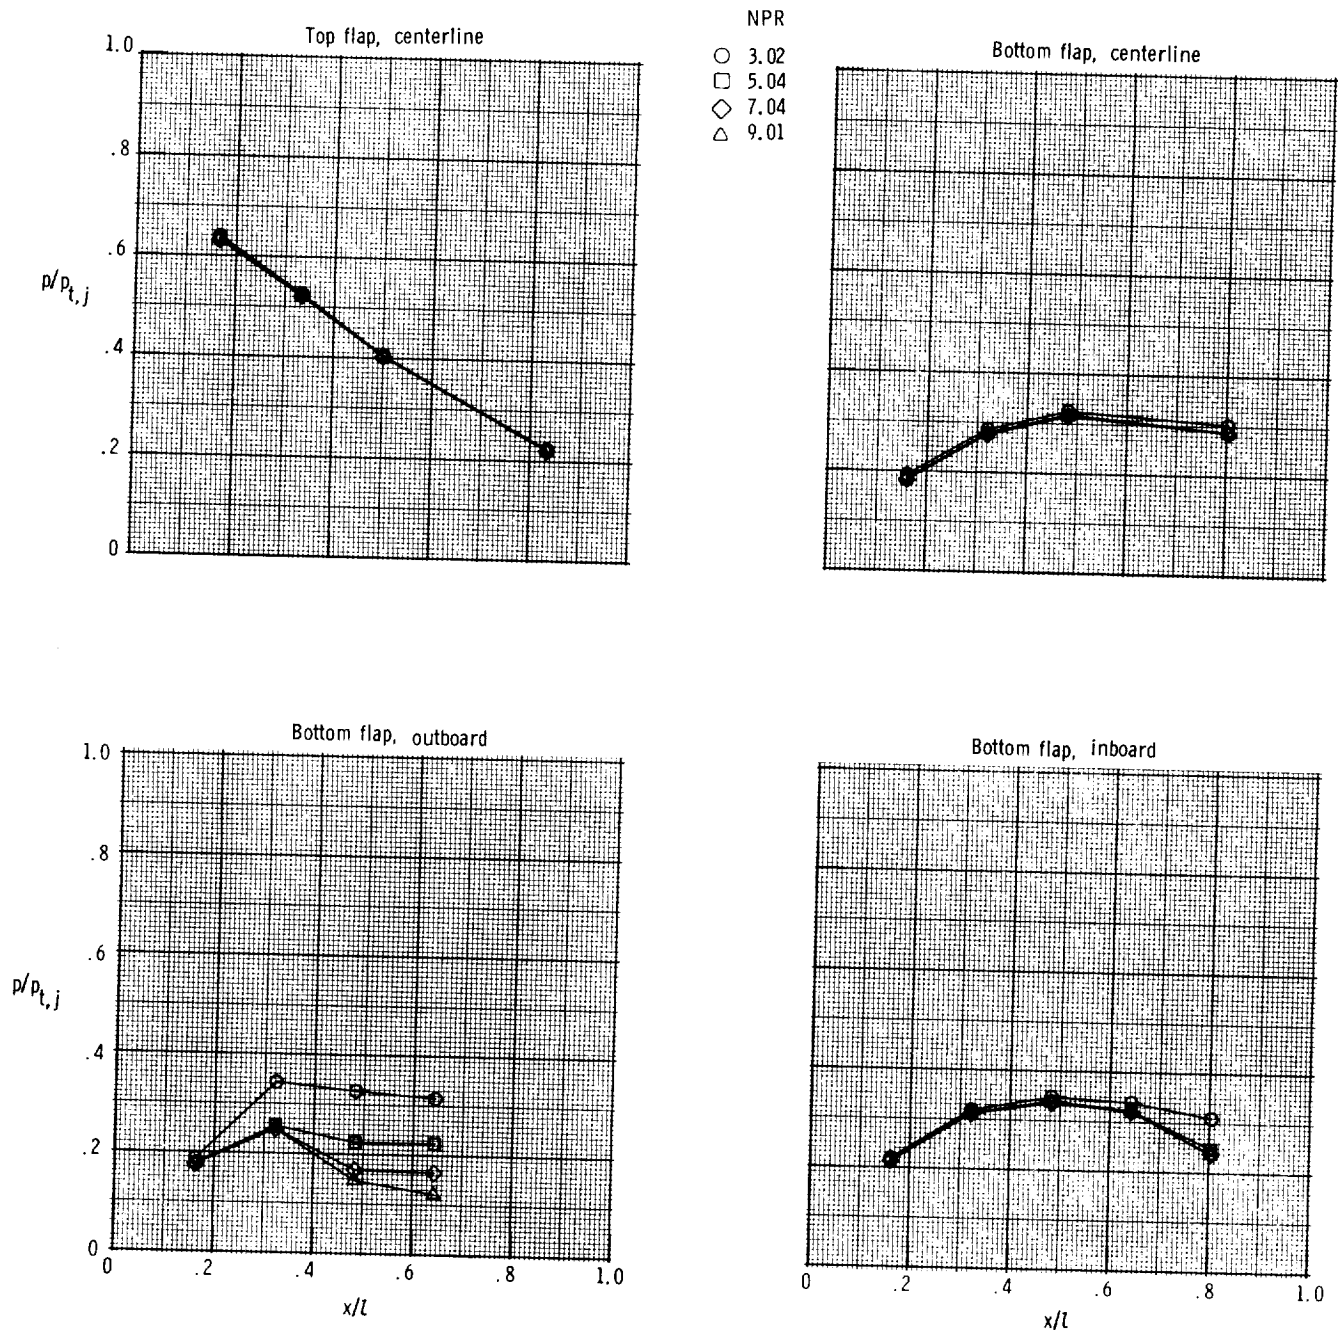 Top flap, centerline
1.0
.8
.6
.4
.2
0
p/pt,j
NPR
3.02
5.04
7.04
9.01
Bottom flap, centerline
Bottom flap, outboard
1.0
.8
.6
.4
.2
0
p/pt,j
0 .2 .4 .6 .8 1.0
x/l
Bottom flap, inboard
0 .2 .4 .6 .8 1.0
x/l